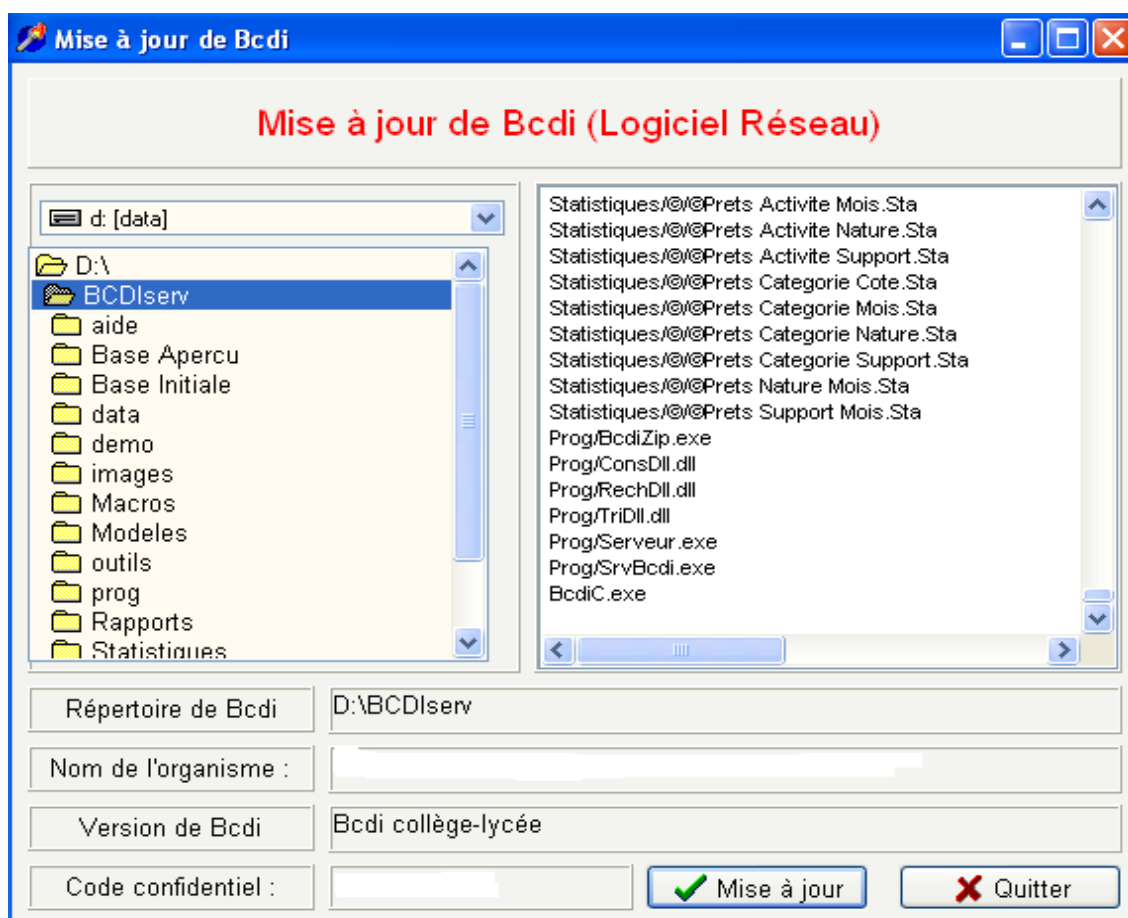 Mise à jour de Bcdi
Mise à jour de Bcdi (Logiciel Réseau)
d: [data]
D:\
BCDIserv
aide
Base Apercu
Base Initiale
data
demo
images
Macros
Modeles
outils
prog
Rapports
Statistiques
Statistiques/©/©Prets Activite Mois.Sta
Statistiques/©/©Prets Activite Nature.Sta
Statistiques/©/©Prets Activite Support.Sta
Statistiques/©/©Prets Categorie Cote.Sta
Statistiques/©/©Prets Categorie Mois.Sta
Statistiques/©/©Prets Categorie Nature.Sta
Statistiques/©/©Prets Categorie Support.Sta
Statistiques/©/©Prets Nature Mois.Sta
Statistiques/©/©Prets Support Mois.Sta
Prog/BcdiZip.exe
Prog/ConsDll.dll
Prog/RechDll.dll
Prog/TriDll.dll
Prog/Serveur.exe
Prog/SrvBcdi.exe
BcdiC.exe
Répertoire de Bcdi D:\BCDIserv
Nom de l'organisme :
Version de Bcdi Bcdi collège-lycée
Code confidentiel : Mise à jour Quitter